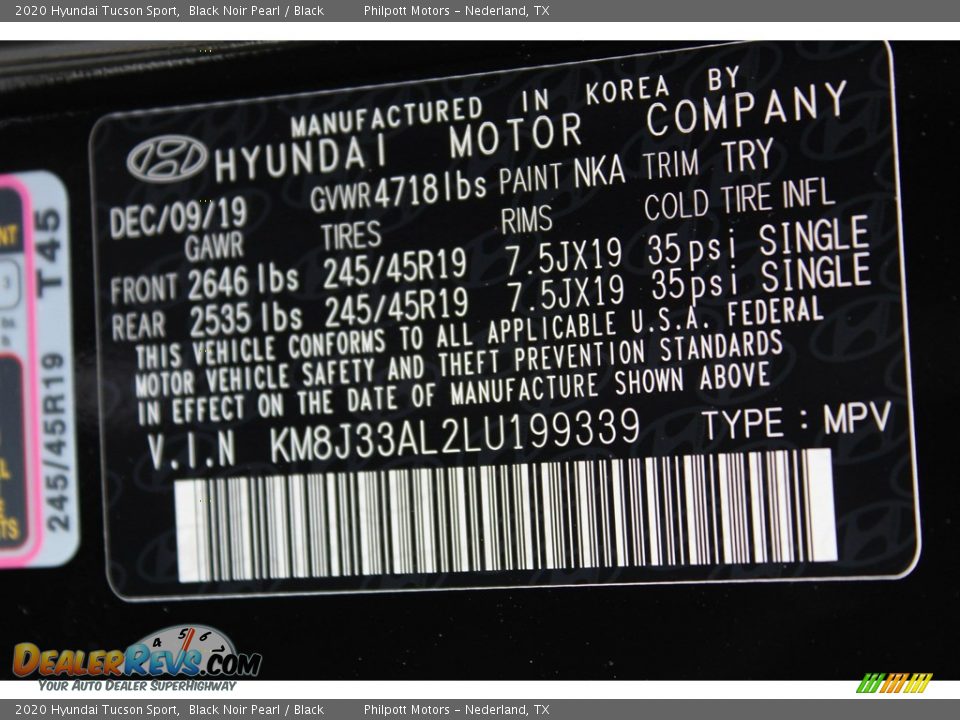 2020 Hyundai Tucson Sport, Black Noir Pearl / Black Philpott Motors - Nederland, TX
MANUFACTURED IN KOREA BY
HYUNDAI MOTOR COMPANY
DEC/09/19 GVWR 4718lbs PAINT NKA TRIM TRY
GAWR TIRES RIMS COLD TIRE INFL
FRONT 2646 lbs 245/45R19 7.5JX19 35psi SINGLE
REAR 2535 lbs 245/45R19 7.5JX19 35psi SINGLE
THIS VEHICLE CONFORMS TO ALL APPLICABLE U.S.A. FEDERAL
MOTOR VEHICLE SAFETY AND THEFT PREVENTION STANDARDS
IN EFFECT ON THE DATE OF MANUFACTURE SHOWN ABOVE
V.I.N KM8J33AL2LU199339 TYPE : MPV
T45
245/45R19
4 5 6
DEALERREVS.COM
YOUR AUTO DEALER SUPERHIGHWAY
2020 Hyundai Tucson Sport, Black Noir Pearl / Black Philpott Motors - Nederland, TX